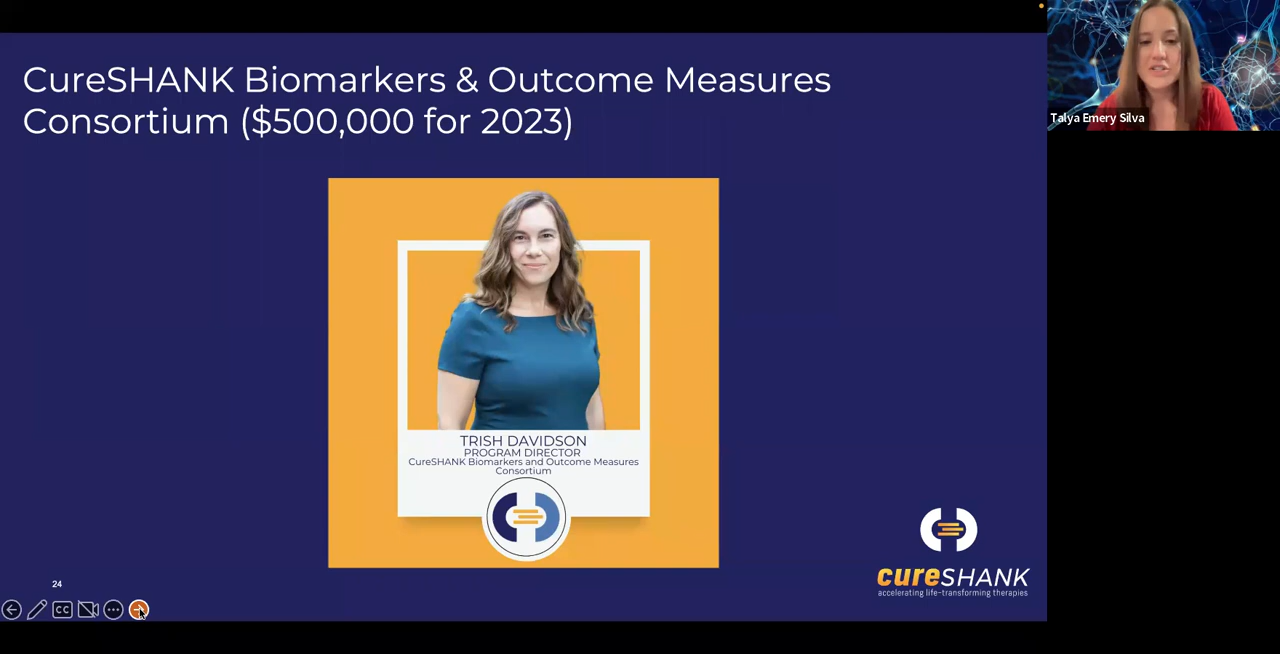 CureSHANK Biomarkers & Outcome Measures
Consortium ($500,000 for 2023)
Talya Emery Silva
TRISH DAVIDSON
PROGRAM DIRECTOR
CureSHANK Biomarkers and Outcome Measures
Consortium
cureSHANK
accelerating life-transforming therapies
24
CC